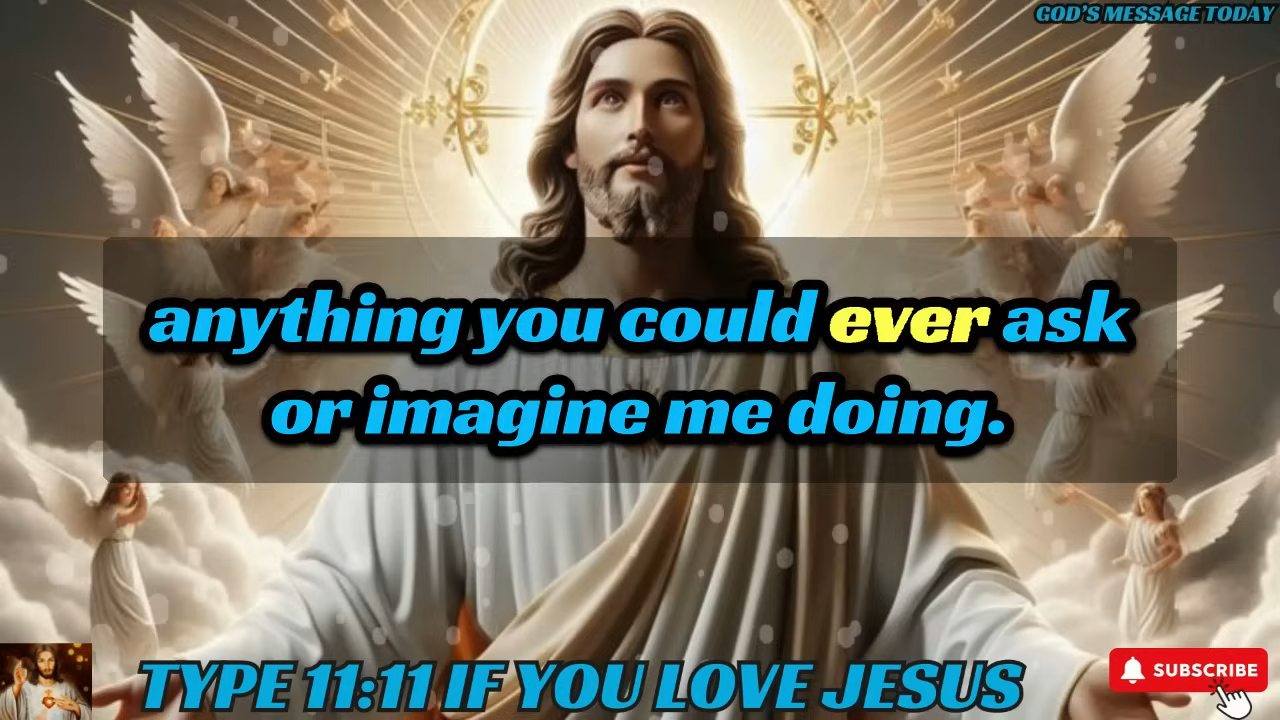 GOD'S MESSAGE TODAY
anything you could ever ask
or imagine me doing.
TYPE 11:11 IF YOU LOVE JESUS
SUBSCRIBE